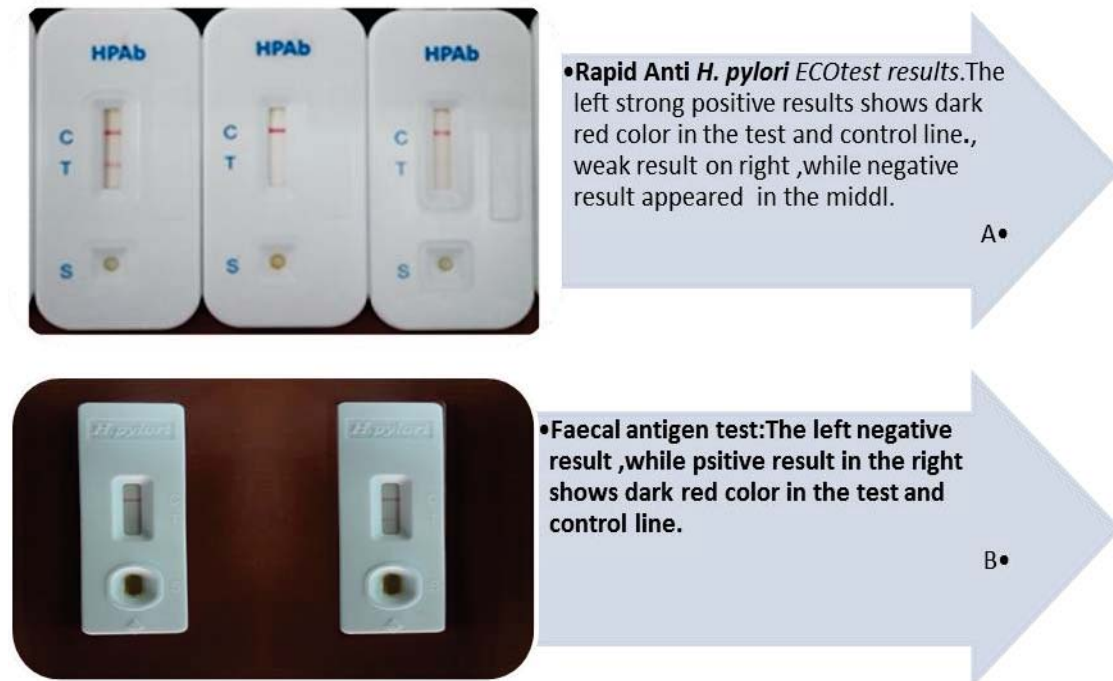 HPAb HPAb HPAb
C C C
T T T
S S S
•Rapid Anti H. pylori ECOtest results.The
left strong positive results shows dark
red color in the test and control line.,
weak result on right ,while negative
result appeared in the middl.
A•
H.pylori H.pylori
•Faecal antigen test:The left negative
result ,while psitive result in the right
shows dark red color in the test and
control line.
B•